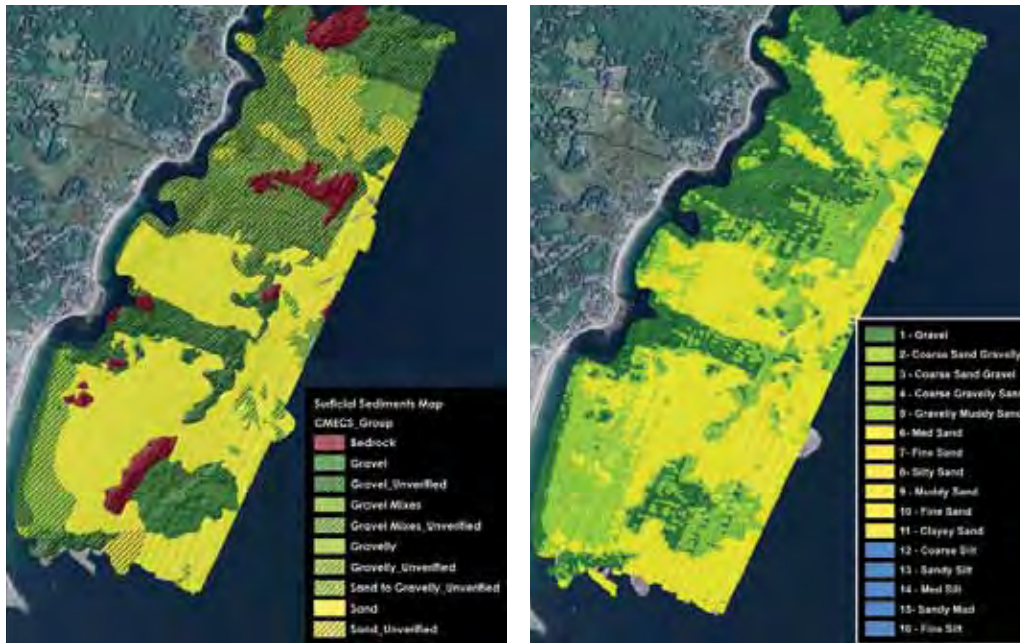 Surficial Sediments Map
CMECS_Group
Bedrock
Gravel
Gravel_Unverified
Gravel Mixes
Gravel Mixes_Unverified
Gravelly
Gravelly_Unverified
Sand to Gravelly_Unverified
Sand
Sand_Unverified
1 - Gravel
2- Coarse Sand Gravelly
3 - Coarse Sand Gravel
4 - Coarse Gravelly Sand
5 - Gravelly Muddy Sand
6- Med Sand
7- Fine Sand
8- Silty Sand
9 - Muddy Sand
10 - Fine Sand
11 - Clayey Sand
12 - Coarse Silt
13 - Sandy Silt
14 - Med Silt
15- Sandy Mud
16 - Fine Silt